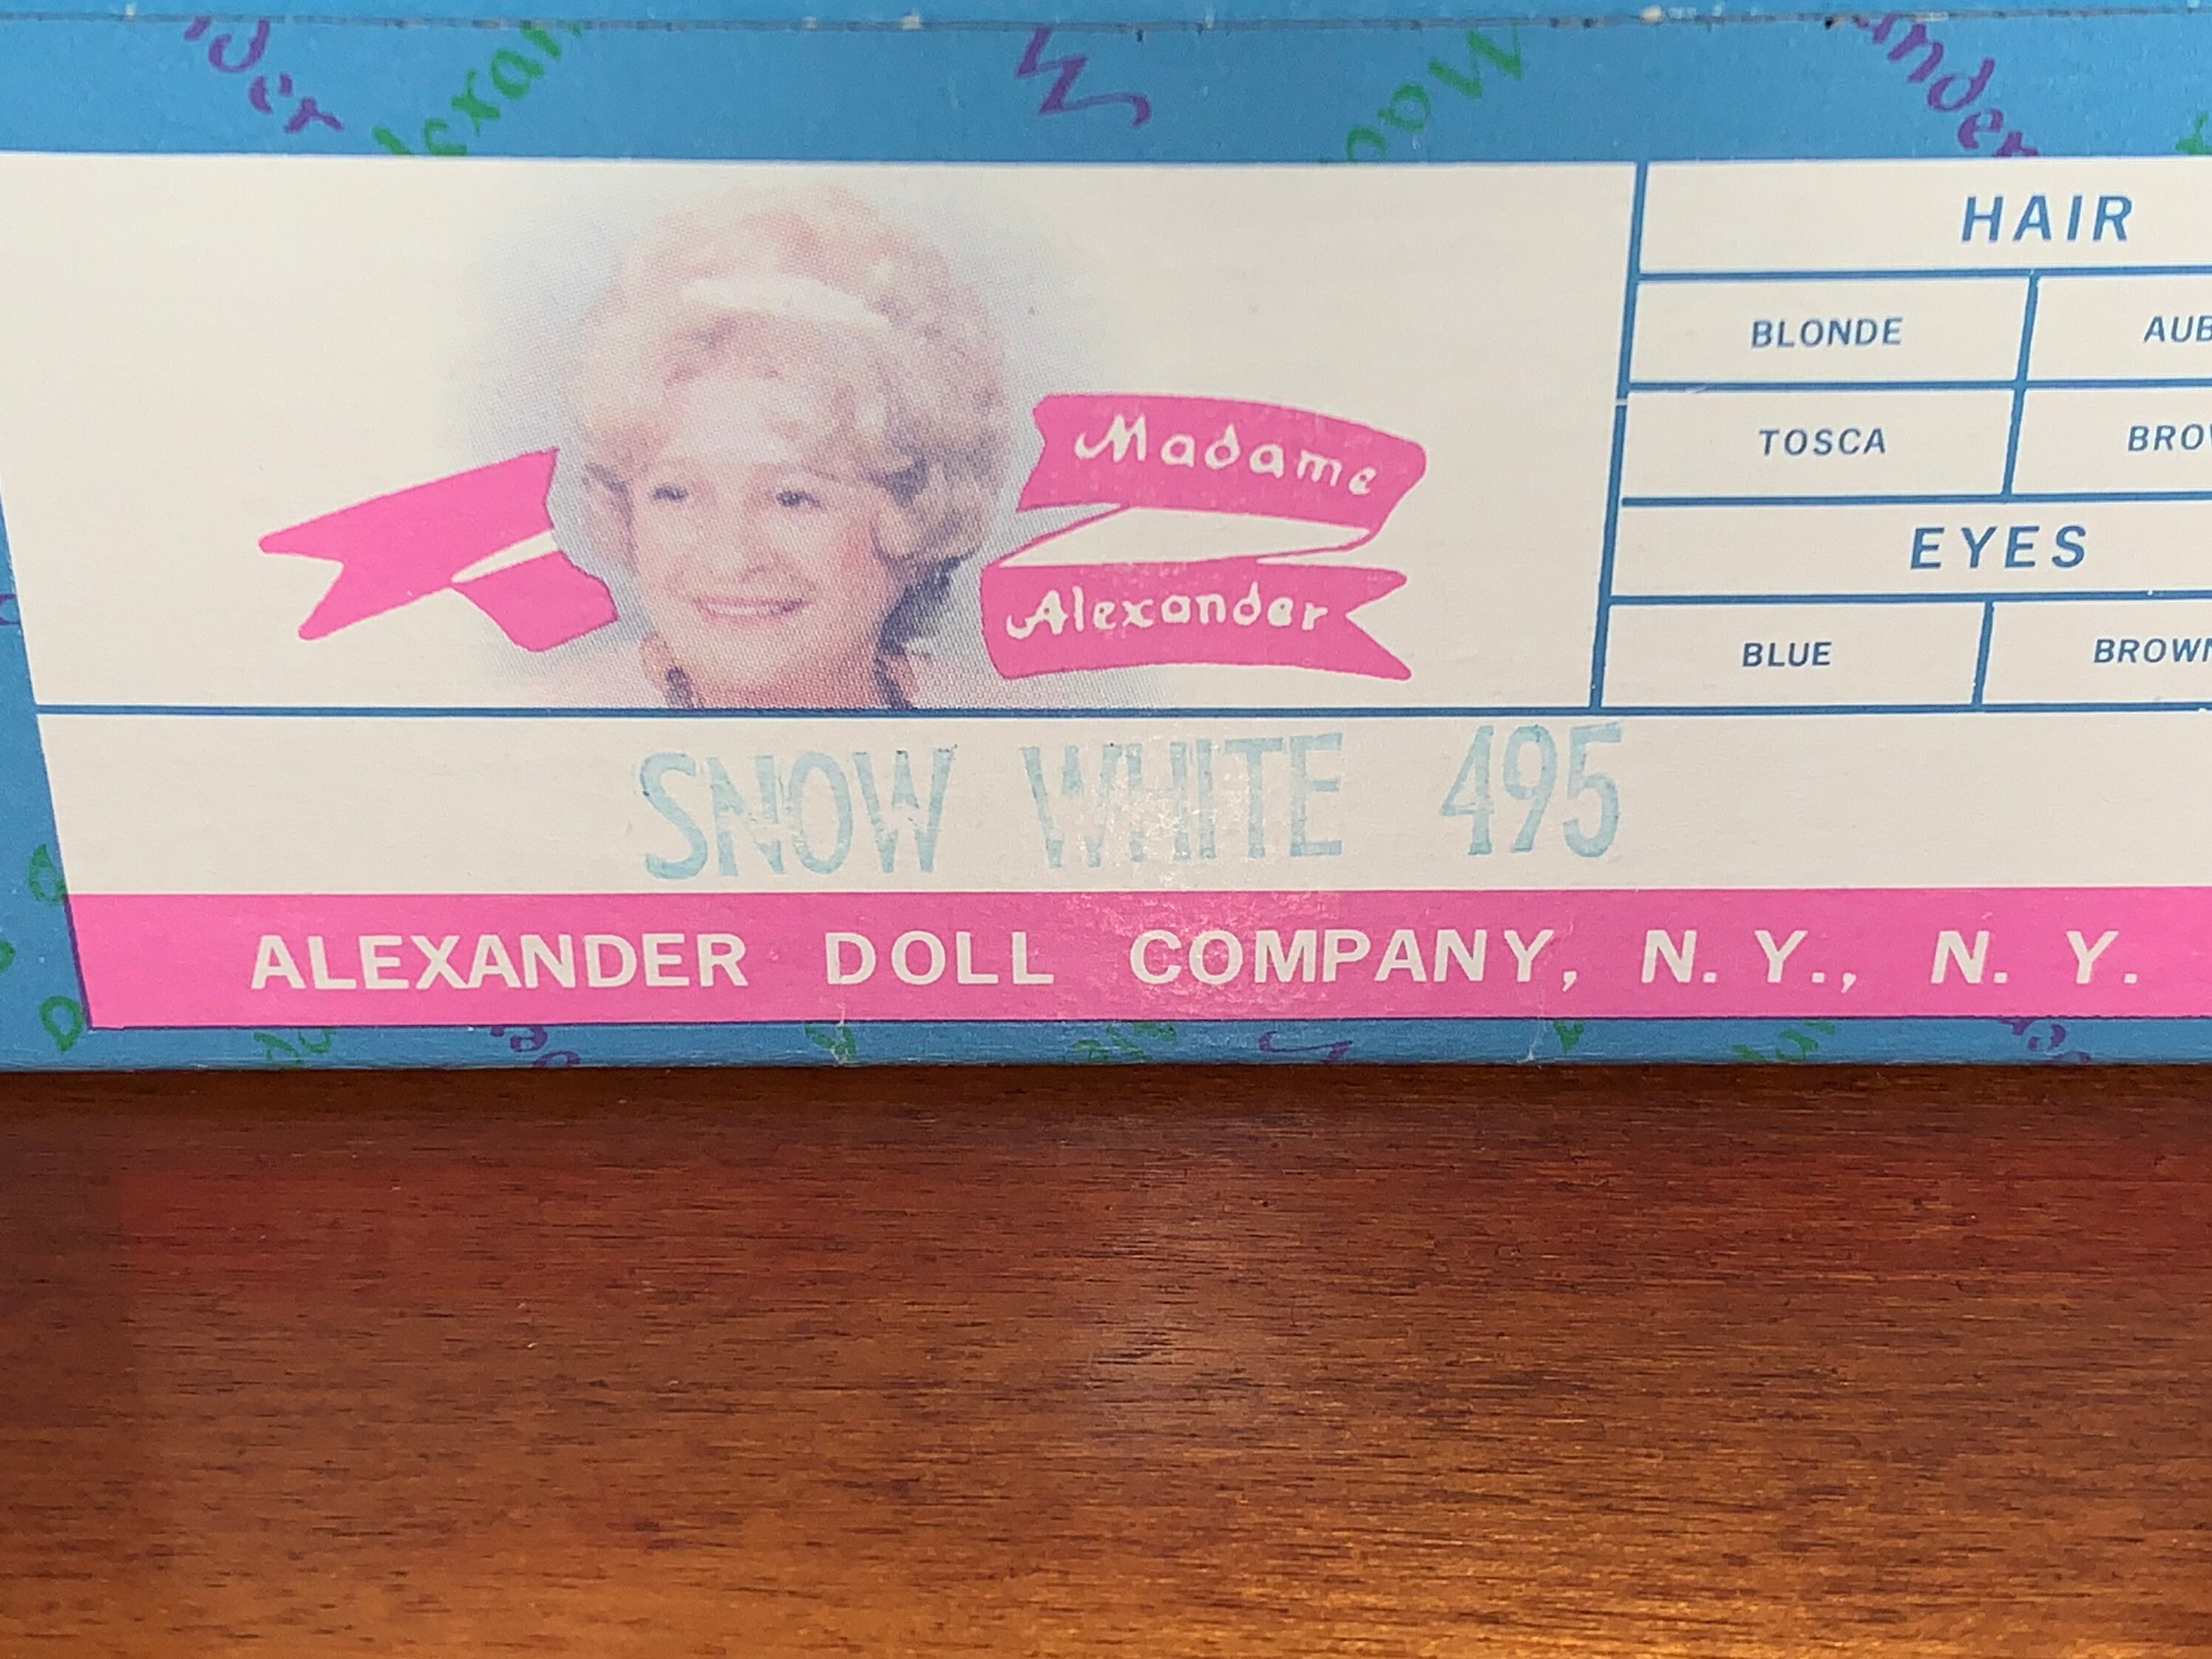 Madame
Alexander
HAIR
BLONDE
TOSCA
EYES
BLUE
SNOW WHITE 495
ALEXANDER DOLL COMPANY, N.Y., N. Y.